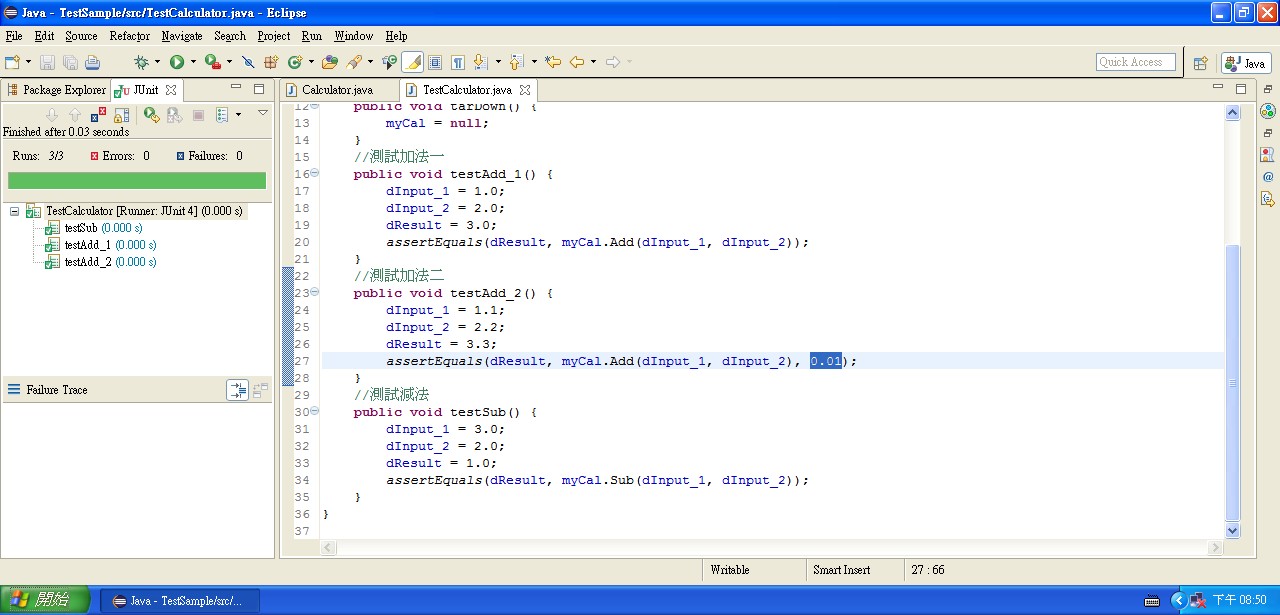 Java - TestSample/src/TestCalculator.java - Eclipse
File Edit Source Refactor Navigate Search Project Run Window Help
Quick Access
Java
Package Explorer
JUnit
Finished after 0.03 seconds
Runs: 3/3 Errors: 0 Failures: 0
TestCalculator [Runner: JUnit 4] (0.000 s)
testSub (0.000 s)
testAdd_1 (0.000 s)
testAdd_2 (0.000 s)
Failure Trace
Calculator.java
TestCalculator.java
12 public void tarDown() {
13 myCal = null;
14 }
15 //測試加法一
16 public void testAdd_1() {
17 dInput_1 = 1.0;
18 dInput_2 = 2.0;
19 dResult = 3.0;
20 assertEquals(dResult, myCal.Add(dInput_1, dInput_2));
21 }
22 //測試加法二
23 public void testAdd_2() {
24 dInput_1 = 1.1;
25 dInput_2 = 2.2;
26 dResult = 3.3;
27 assertEquals(dResult, myCal.Add(dInput_1, dInput_2), 0.01);
28 }
29 //測試減法
30 public void testSub() {
31 dInput_1 = 3.0;
32 dInput_2 = 2.0;
33 dResult = 1.0;
34 assertEquals(dResult, myCal.Sub(dInput_1, dInput_2));
35 }
36 }
37
Writable
Smart Insert
27 : 66
開始
Java - TestSample/src/...
下午 08:50